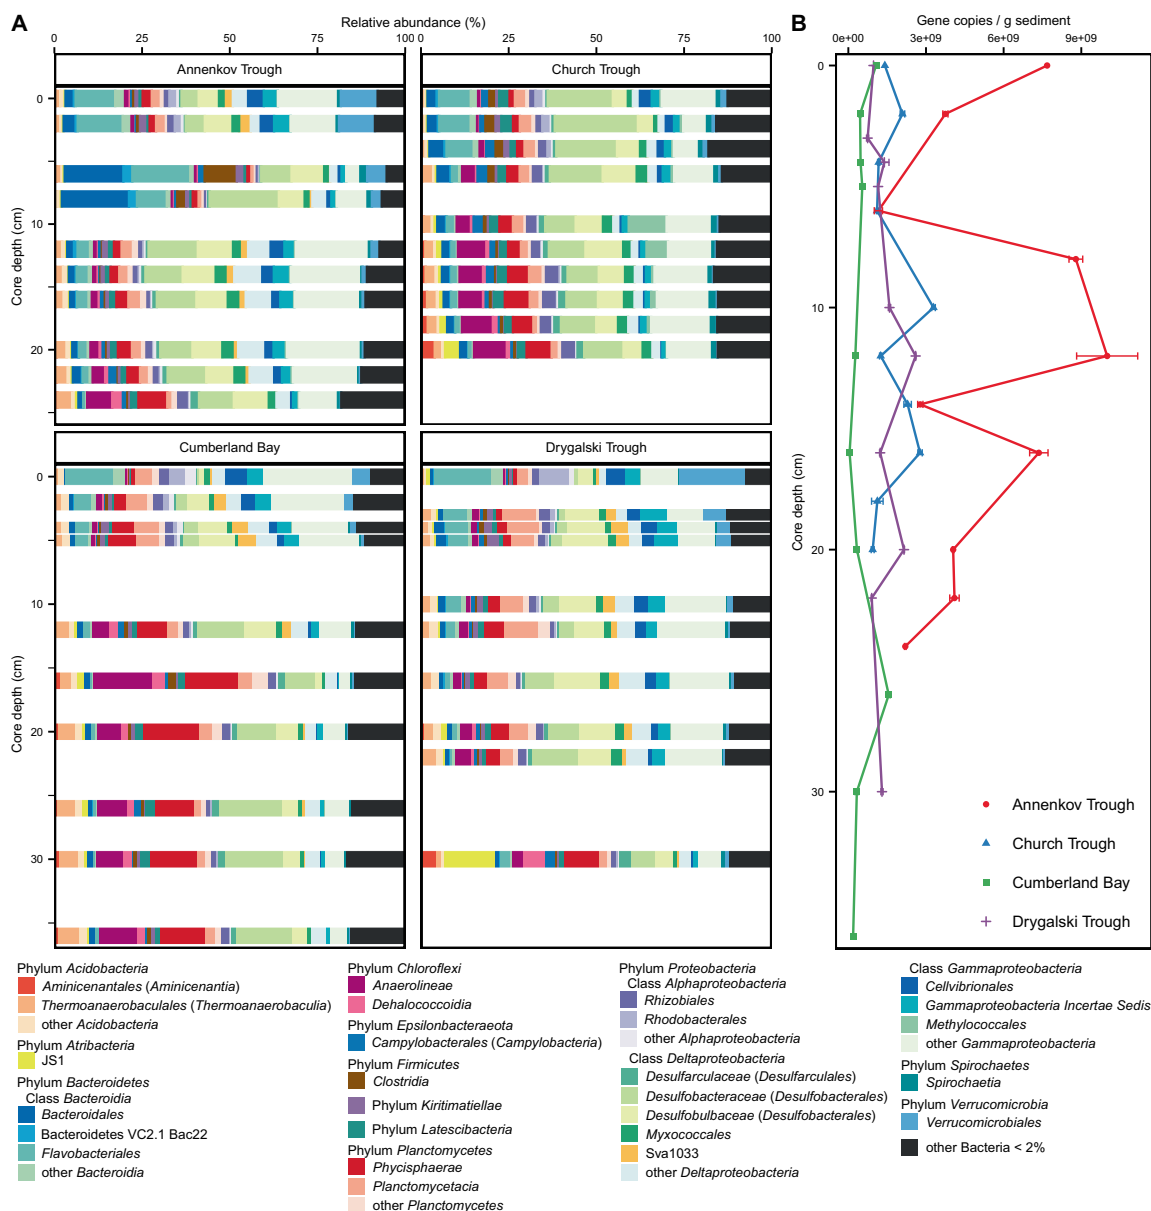 A
Relative abundance (%)
0 25 50 75 100
0 25 50 75 100
Annenkov Trough
Church Trough
Core depth (cm)
0
10
20
Cumberland Bay
Drygalski Trough
Core depth (cm)
0
10
20
30
B
Gene copies / g sediment
0e+00 3e+09 6e+09 9e+09
Core depth (cm)
0
10
20
30
Annenkov Trough
Church Trough
Cumberland Bay
Drygalski Trough
Phylum Acidobacteria
Aminicenantales (Aminicenantia)
Thermoanaerobaculales (Thermoanaerobaculia)
other Acidobacteria
Phylum Atribacteria
JS1
Phylum Bacteroidetes
Class Bacteroidia
Bacteroidales
Bacteroidetes VC2.1 Bac22
Flavobacteriales
other Bacteroidia
Phylum Chloroflexi
Anaerolineae
Dehalococcoidia
Phylum Epsilonbacteraeota
Campylobacterales (Campylobacteria)
Phylum Firmicutes
Clostridia
Phylum Kiritimatiellae
Phylum Latescibacteria
Phylum Planctomycetes
Phycisphaerae
Planctomycetacia
other Planctomycetes
Phylum Proteobacteria
Class Alphaproteobacteria
Rhizobiales
Rhodobacterales
other Alphaproteobacteria
Class Deltaproteobacteria
Desulfarculaceae (Desulfarculales)
Desulfobacteraceae (Desulfobacterales)
Desulfobulbaceae (Desulfobacterales)
Myxococcales
Sva1033
other Deltaproteobacteria
Class Gammaproteobacteria
Cellvibrionales
Gammaproteobacteria Incertae Sedis
Methylococcales
other Gammaproteobacteria
Phylum Spirochaetes
Spirochaetia
Phylum Verrucomicrobia
Verrucomicrobiales
other Bacteria < 2%